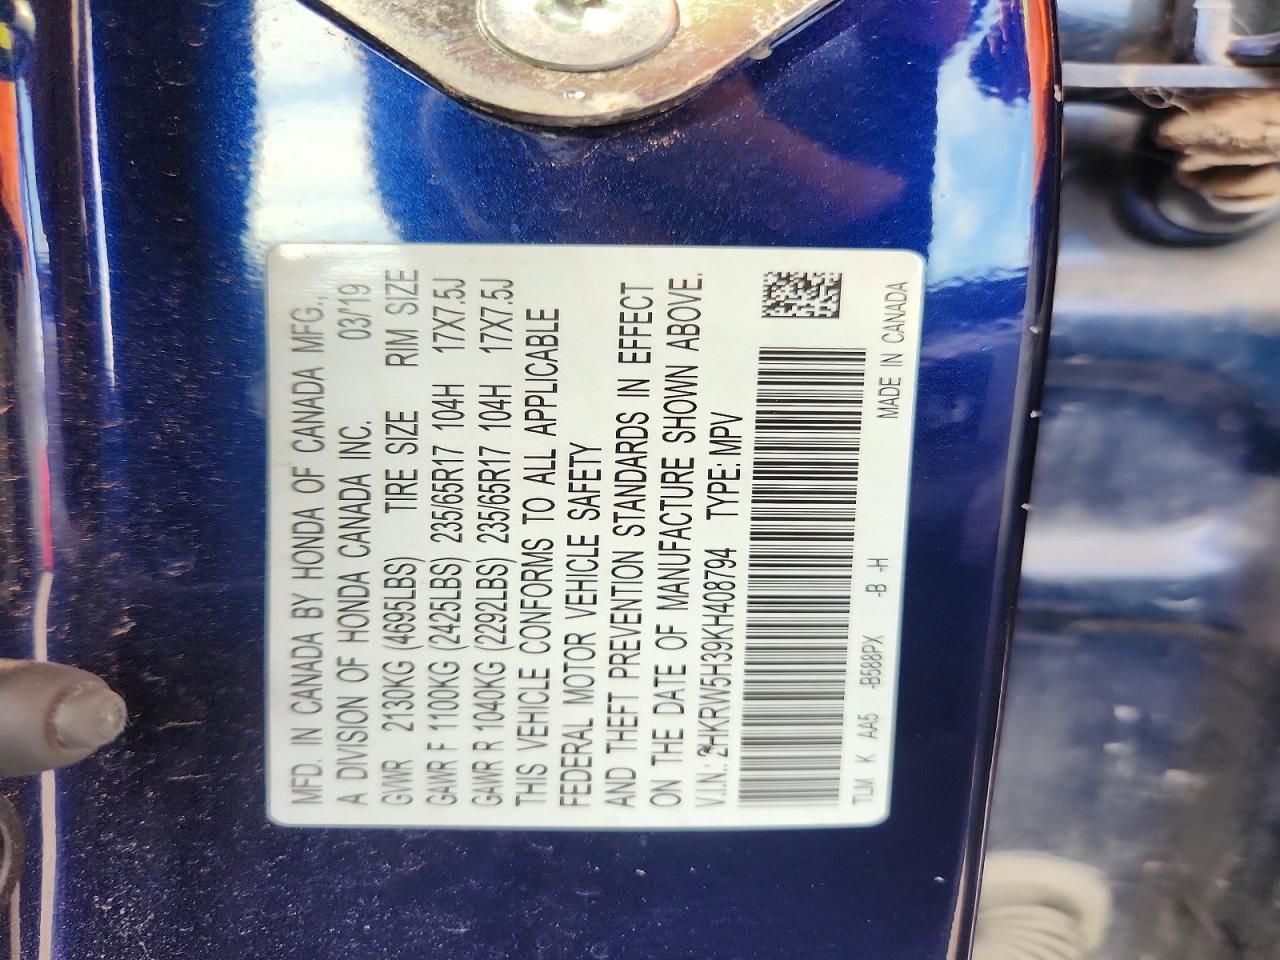 MFD. IN CANADA BY HONDA OF CANADA MFG.,
A DIVISION OF HONDA CANADA INC. 03/'19
GVWR 2130KG (4695LBS) TIRE SIZE RIM SIZE
GAWR F 1100KG (2425LBS) 235/65R17 104H 17X7.5J
GAWR R 1040KG (2292LBS) 235/65R17 104H 17X7.5J
THIS VEHICLE CONFORMS TO ALL APPLICABLE
FEDERAL MOTOR VEHICLE SAFETY
AND THEFT PREVENTION STANDARDS IN EFFECT
ON THE DATE OF MANUFACTURE SHOWN ABOVE.
V.I.N.: 2HKRW5H39KH408794 TYPE: MPV
TLM K AA5 -B588PX -B -H MADE IN CANADA